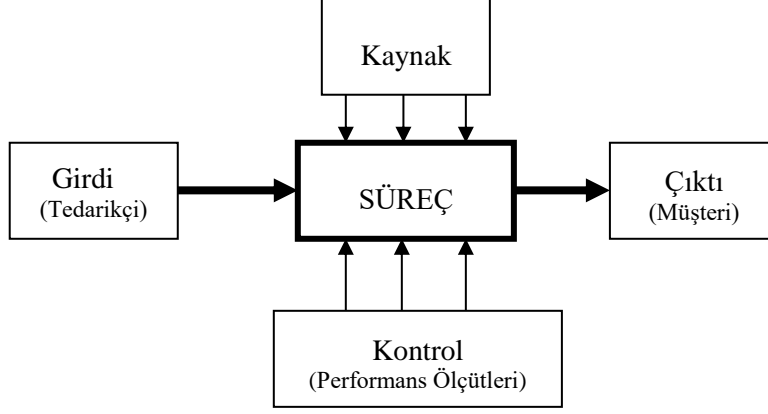 Kaynak
Girdi
(Tedarikçi)
SÜREÇ
Çıktı
(Müşteri)
Kontrol
(Performans Ölçütleri)